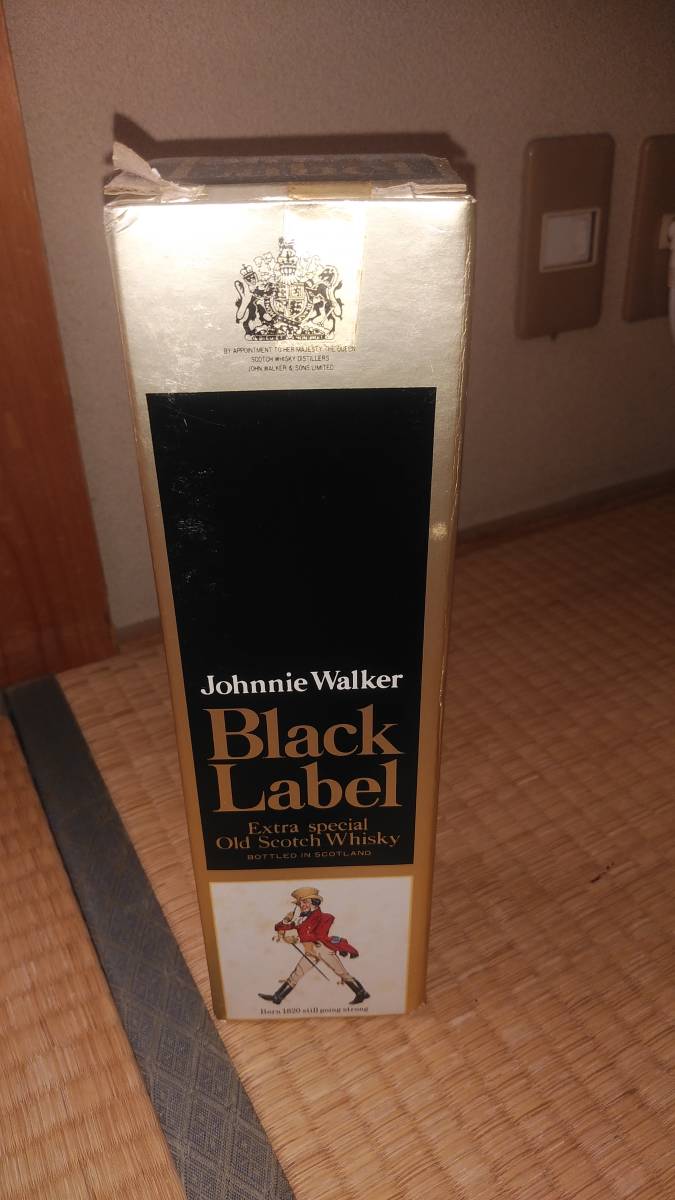 BY APPOINTMENT TO HER MAJESTY THE QUEEN
SCOTCH WHISKY DISTILLERS
JOHN WALKER & SONS LIMITED
Johnnie Walker
Black
Label
Extra special
Old Scotch Whisky
BOTTLED IN SCOTLAND
Born 1820 still going strong